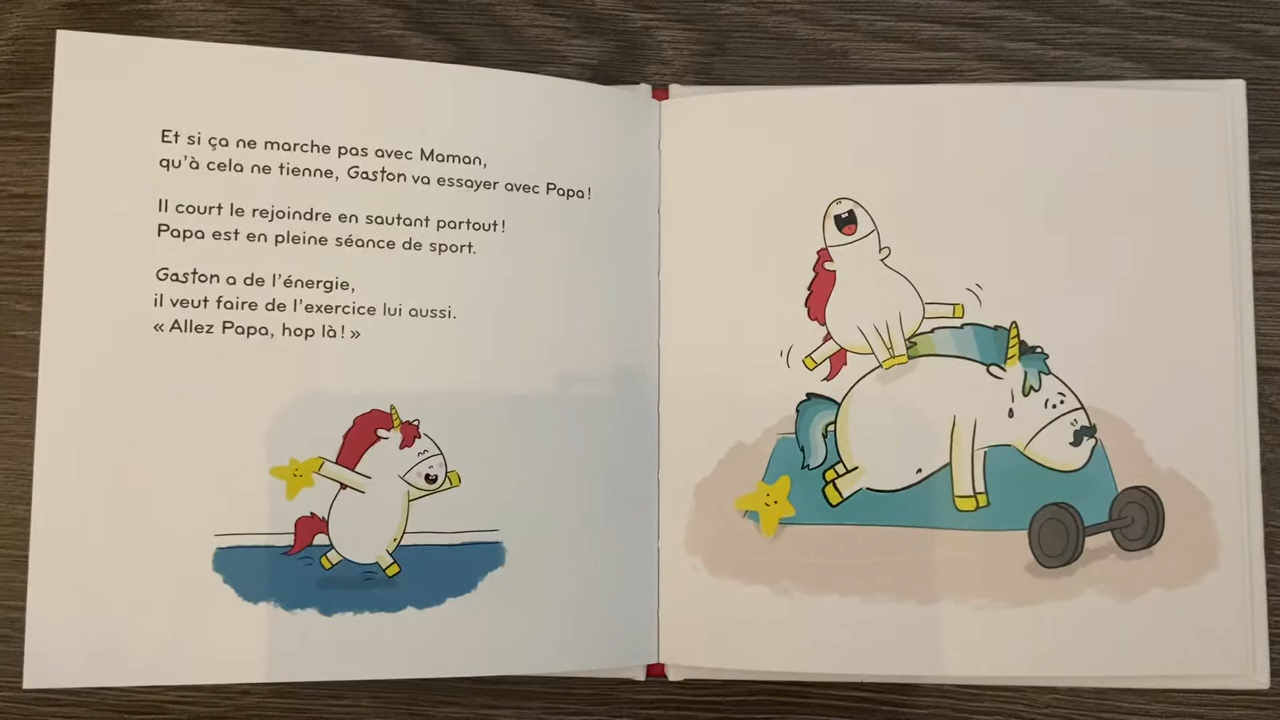 Et si ça ne marche pas avec Maman,
qu'à cela ne tienne, Gaston va essayer avec Papa !
Il court le rejoindre en sautant partout !
Papa est en pleine séance de sport.
Gaston a de l'énergie,
il veut faire de l'exercice lui aussi.
« Allez Papa, hop là ! »